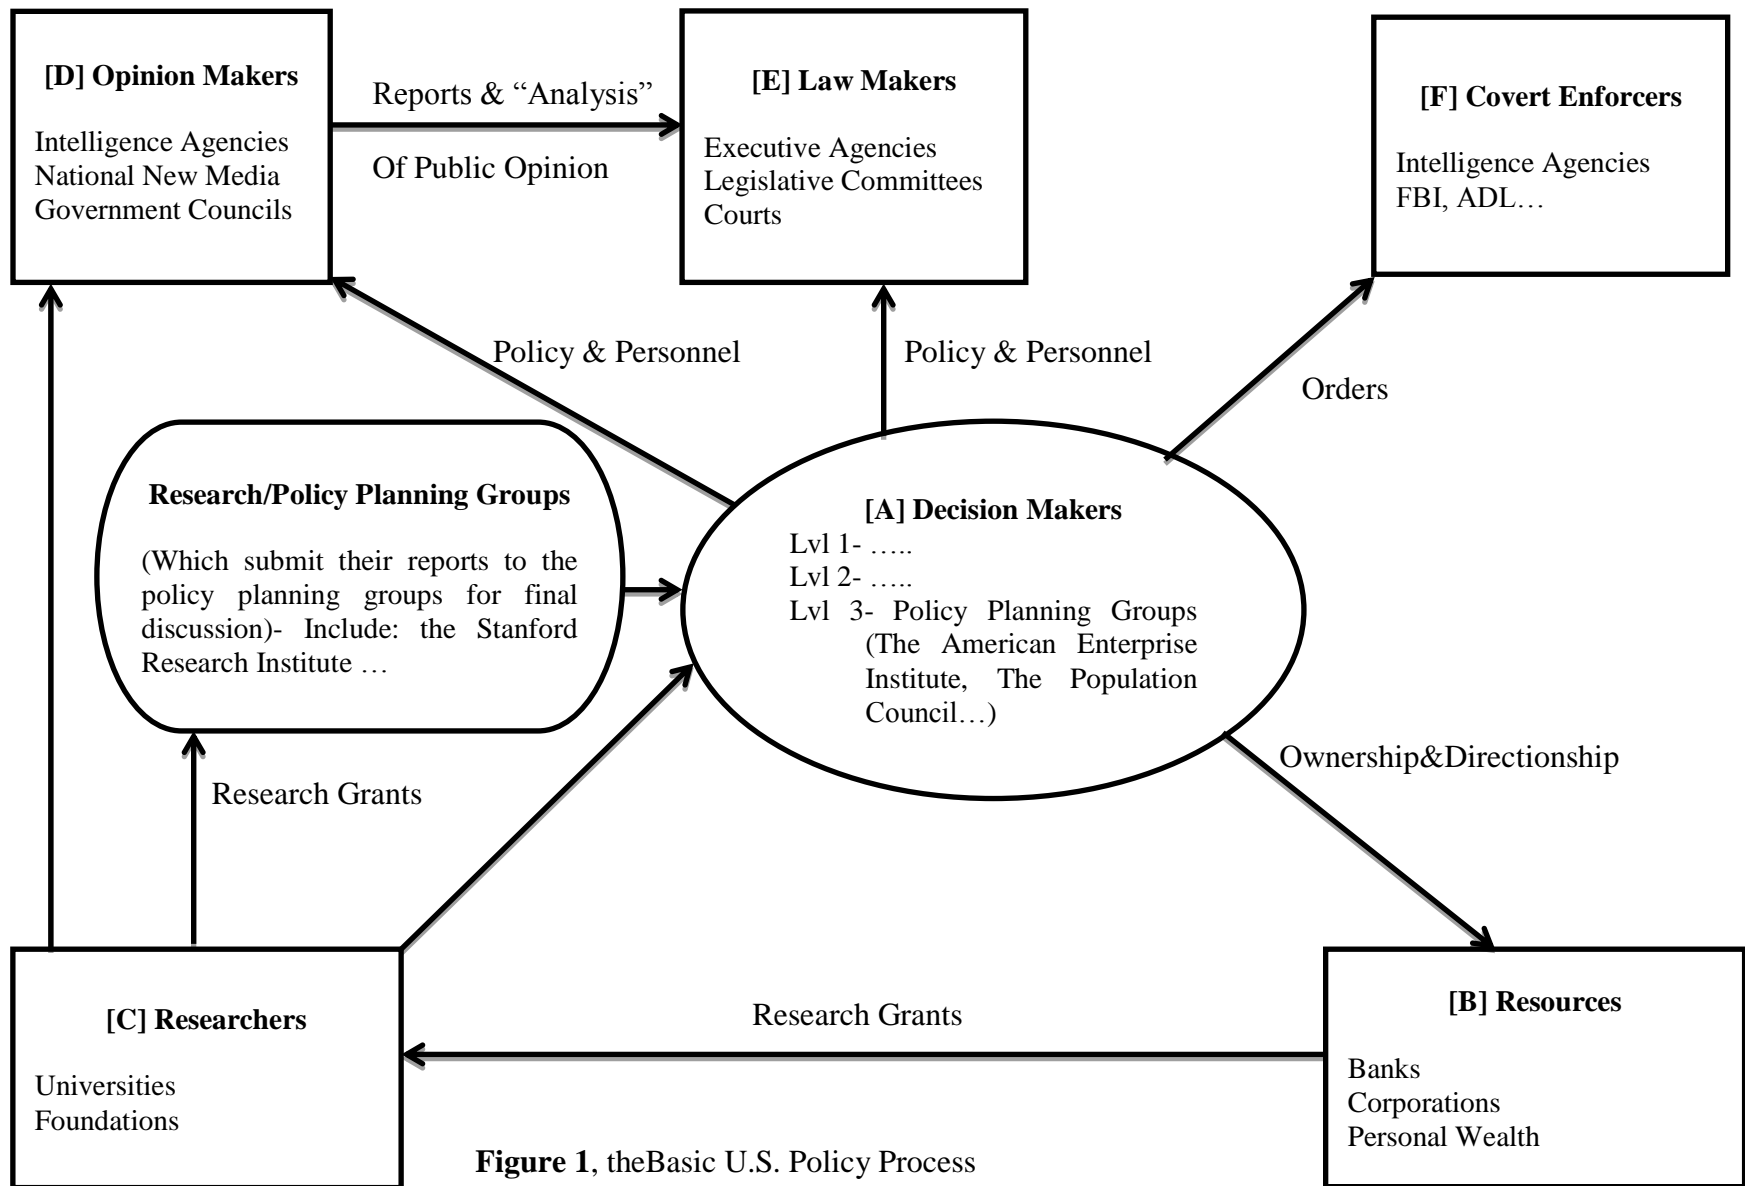 [D] Opinion Makers
Intelligence Agencies
National New Media
Government Councils
Reports & “Analysis”
Of Public Opinion
[E] Law Makers
Executive Agencies
Legislative Committees
Courts
[F] Covert Enforcers
Intelligence Agencies
FBI, ADL…
Policy & Personnel
Policy & Personnel
Orders
Research/Policy Planning Groups
(Which submit their reports to the
policy planning groups for final
discussion)- Include: the Stanford
Research Institute …
[A] Decision Makers
Lvl 1- …..
Lvl 2- …..
Lvl 3- Policy Planning Groups
(The American Enterprise
Institute, The Population
Council…)
Ownership&Directionship
Research Grants
[C] Researchers
Universities
Foundations
Research Grants
[B] Resources
Banks
Corporations
Personal Wealth
Figure 1, theBasic U.S. Policy Process